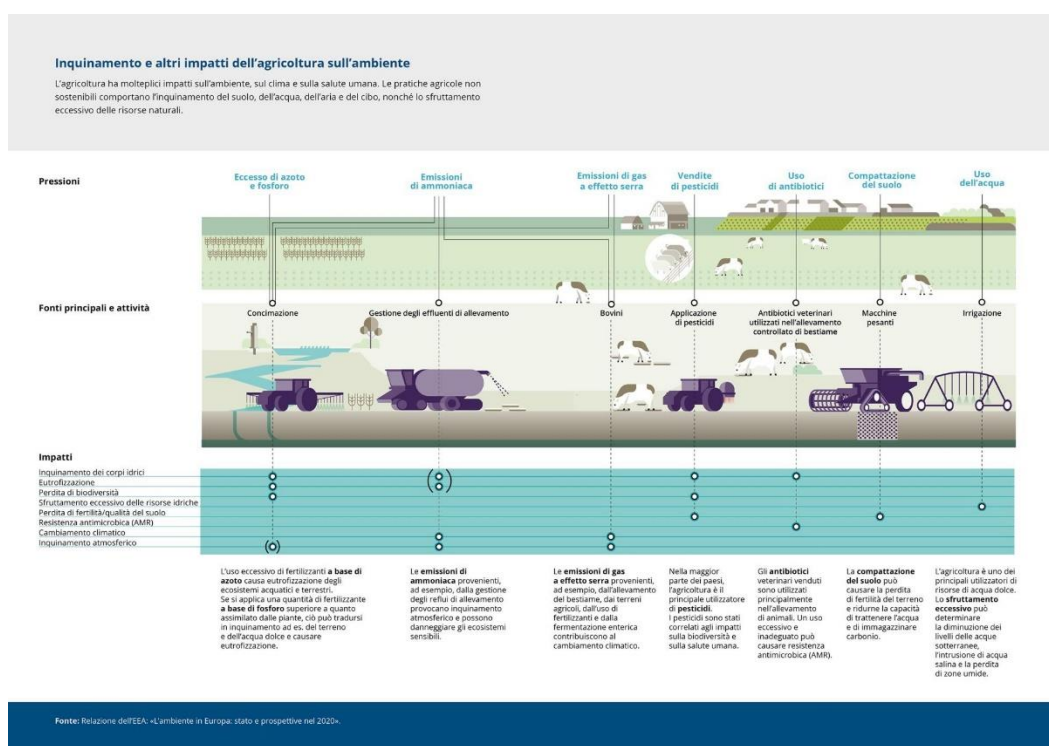 Inquinamento e altri impatti dell’agricoltura sull’ambiente
L’agricoltura ha molteplici impatti sull’ambiente, sul clima e sulla salute umana. Le pratiche agricole non
sostenibili comportano l’inquinamento del suolo, dell’acqua, dell’aria e del cibo, nonché lo sfruttamento
eccessivo delle risorse naturali.
Pressioni
Eccesso di azoto
e fosforo
Emissioni
di ammoniaca
Emissioni di gas
a effetto serra
Vendite
di pesticidi
Uso
di antibiotici
Compattazione
del suolo
Uso
dell’acqua
Fonti principali e attività
Concimazione
Gestione degli effluenti di allevamento
Bovini
Applicazione
di pesticidi
Antibiotici veterinari
utilizzati nell’allevamento
controllato di bestiame
Macchine
pesanti
Irrigazione
Impatti
Inquinamento dei corpi idrici
Eutrofizzazione
Perdita di biodiversità
Sfruttamento eccessivo delle risorse idriche
Perdita di fertilità/qualità del suolo
Resistenza antimicrobica (AMR)
Cambiamento climatico
Inquinamento atmosferico
L’uso eccessivo di fertilizzanti a base di
azoto causa eutrofizzazione degli
ecosistemi acquatici e terrestri.
Se si applica una quantità di fertilizzante
a base di fosforo superiore a quanto
assimilato dalle piante, ciò può tradursi
in inquinamento ad es. del terreno
e dell’acqua dolce e causare
eutrofizzazione.
Le emissioni di
ammoniaca provenienti,
ad esempio, dalla gestione
degli reflui di allevamento
provocano inquinamento
atmosferico e possono
danneggiare gli ecosistemi
sensibili.
Le emissioni di gas
a effetto serra provenienti,
ad esempio, dall’allevamento
del bestiame, dai terreni
agricoli, dall’uso di
fertilizzanti e dalla
fermentazione enterica
contribuiscono al
cambiamento climatico.
Nella maggior
parte dei paesi,
l’agricoltura è il
principale utilizzatore
di pesticidi.
I pesticidi sono stati
correlati agli impatti
sulla biodiversità e
sulla salute umana.
Gli antibiotici
veterinari venduti
sono utilizzati
principalmente
nell’allevamento
di animali. Un uso
eccessivo e
inadeguato può
causare resistenza
antimicrobica (AMR).
La compattazione
del suolo può
causare la perdita
di fertilità del terreno
e ridurne la capacità
di trattenere l’acqua
e di immagazzinare
carbonio.
L’agricoltura è uno dei
principali utilizzatori di
risorse di acqua dolce.
Lo sfruttamento
eccessivo può
determinare
la diminuzione dei
livelli delle acque
sotterranee,
l’intrusione di acqua
salina e la perdita
di zone umide.
Fonte: Relazione dell’EEA: «L’ambiente in Europa: stato e prospettive nel 2020».